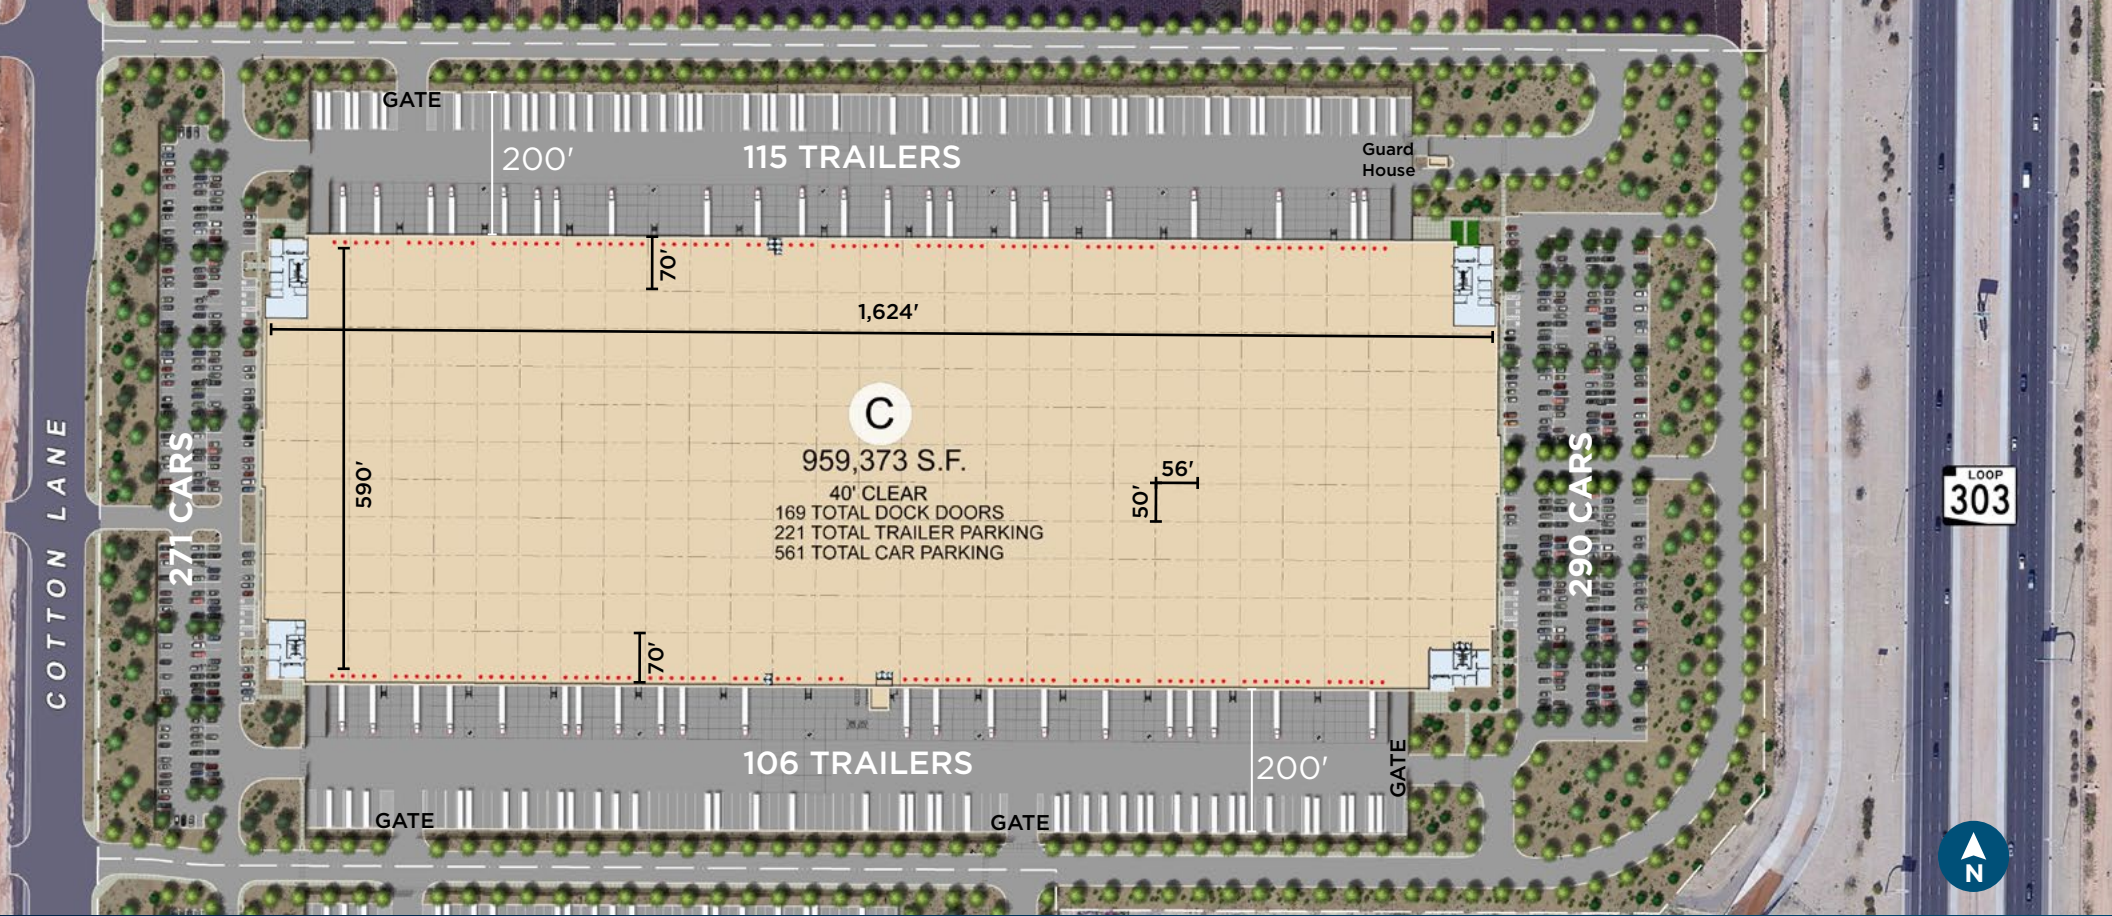 GATE
200'
115 TRAILERS
Guard
House
70'
1,624'
590'
C
959,373 S.F.
40' CLEAR
169 TOTAL DOCK DOORS
221 TOTAL TRAILER PARKING
561 TOTAL CAR PARKING
56'
50'
COTTON LANE
271 CARS
290 CARS
LOOP
303
70'
106 TRAILERS
200'
GATE
GATE
GATE
N